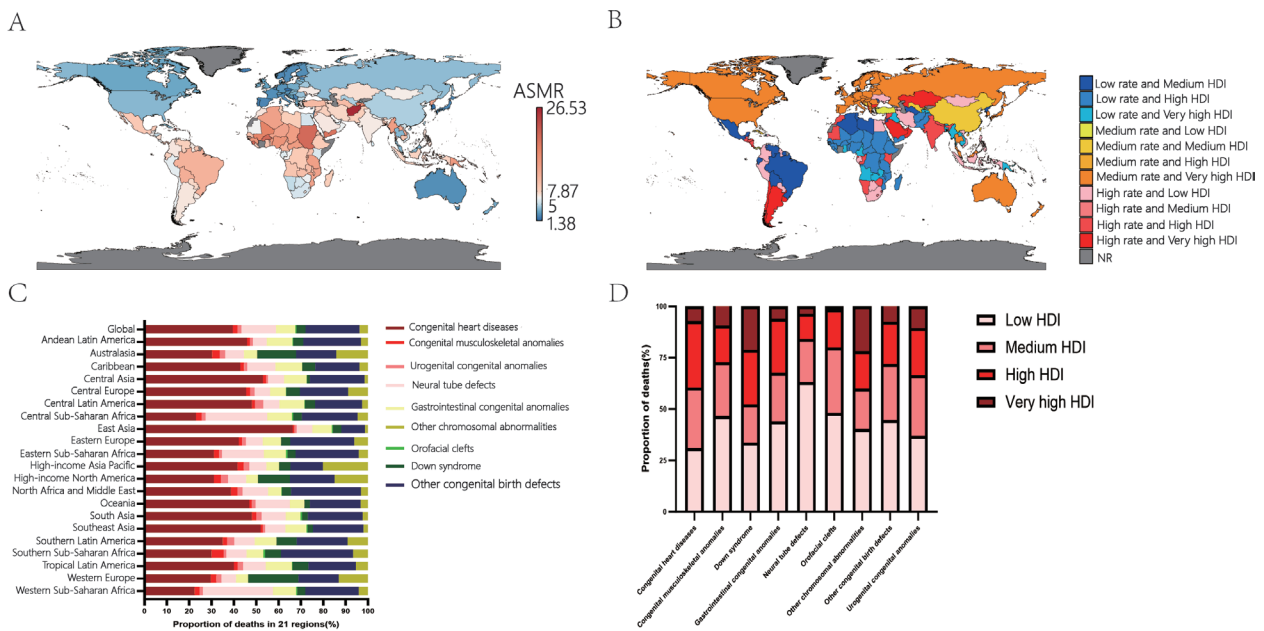 A
ASMR
26.53
7.87
5
1.38
B
Low rate and Medium HDI
Low rate and High HDI
Low rate and Very high HDI
Medium rate and Low HDI
Medium rate and Medium HDI
Medium rate and High HDI
Medium rate and Very high HDI
High rate and Low HDI
High rate and Medium HDI
High rate and High HDI
High rate and Very high HDI
NR
C
Global
Andean Latin America
Australasia
Caribbean
Central Asia
Central Europe
Central Latin America
Central Sub-Saharan Africa
East Asia
Eastern Europe
Eastern Sub-Saharan Africa
High-income Asia Pacific
High-income North America
North Africa and Middle East
Oceania
South Asia
Southeast Asia
Southern Latin America
Southern Sub-Saharan Africa
Tropical Latin America
Western Europe
Western Sub-Saharan Africa
0 10 20 30 40 50 60 70 80 90 100
Proportion of deaths in 21 regions(%)
Congenital heart diseases
Congenital musculoskeletal anomalies
Urogenital congenital anomalies
Neural tube defects
Gastrointestinal congenital anomalies
Other chromosomal abnormalities
Orofacial clefts
Down syndrome
Other congenital birth defects
D
Proportion of deaths(%)
100
75
50
25
0
Congenital heart diseases
Congenital musculoskeletal anomalies
Down syndrome
Gastrointestinal congenital anomalies
Neural tube defects
Orofacial clefts
Other chromosomal abnormalities
Other congenital birth defects
Urogenital congenital anomalies
Low HDI
Medium HDI
High HDI
Very high HDI